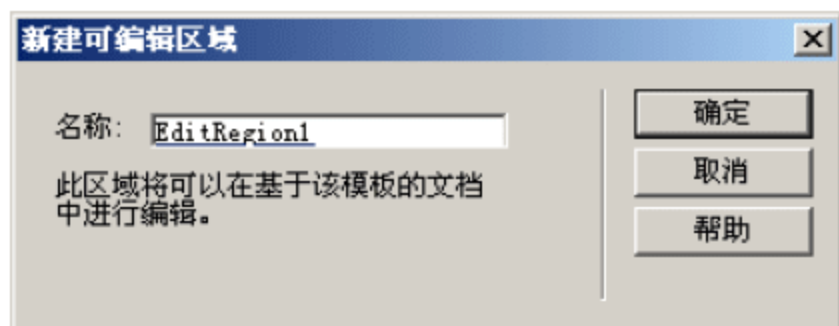 新建可编辑区域
名称: EditRegion1
此区域将可以在基于该模板的文档
中进行编辑。
确定
取消
帮助